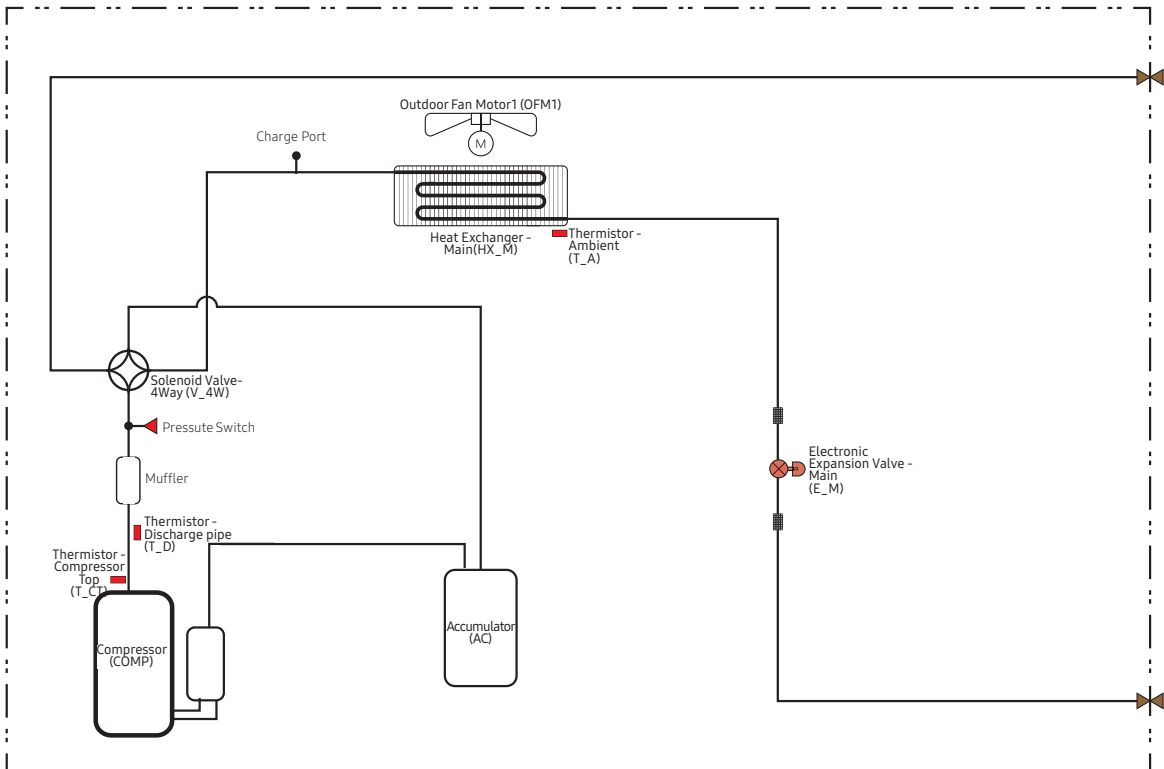 Outdoor Fan Motor1 (OFM1)
Charge Port
M
Heat Exchanger -
Main(HX_M)
Thermistor -
Ambient
(T_A)
Solenoid Valve-
4Way (V_4W)
Pressute Switch
Electronic
Expansion Valve -
Main
(E_M)
Muffler
Thermistor -
Discharge pipe
(T_D)
Thermistor -
Compressor
Top
(T_CT)
Accumulator
(AC)
Compressor
(COMP)